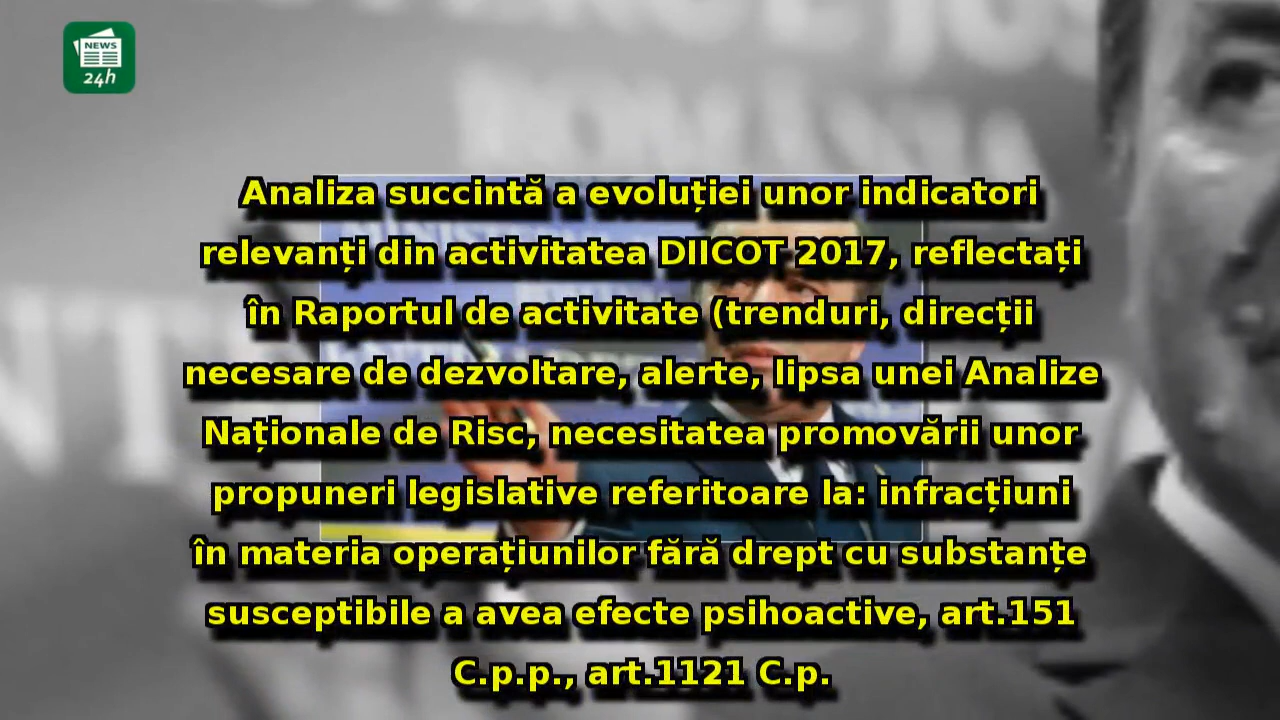 NEWS
24h
Analiza succintă a evoluției unor indicatori
relevanți din activitatea DIICOT 2017, reflectați
în Raportul de activitate (trenduri, direcții
necesare de dezvoltare, alerte, lipsa unei Analize
Naționale de Risc, necesitatea promovării unor
propuneri legislative referitoare la: infracțiuni
în materia operațiunilor fără drept cu substanțe
susceptibile a avea efecte psihoactive, art.151
C.p.p., art.1121 C.p.